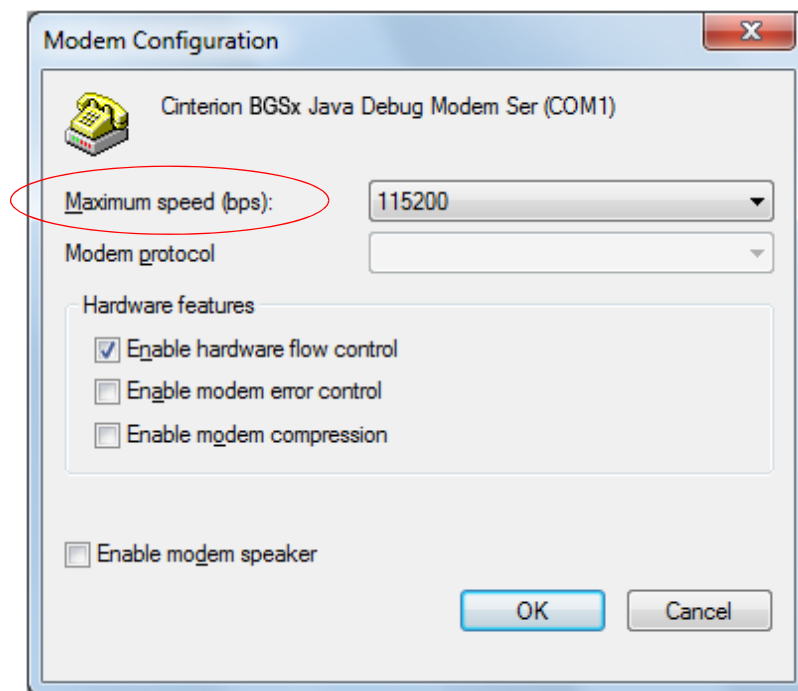 Modem Configuration
Cinterion BGSx Java Debug Modem Ser (COM1)
Maximum speed (bps): 115200
Modem protocol
Hardware features
Enable hardware flow control
Enable modem error control
Enable modem compression
Enable modem speaker
OK Cancel